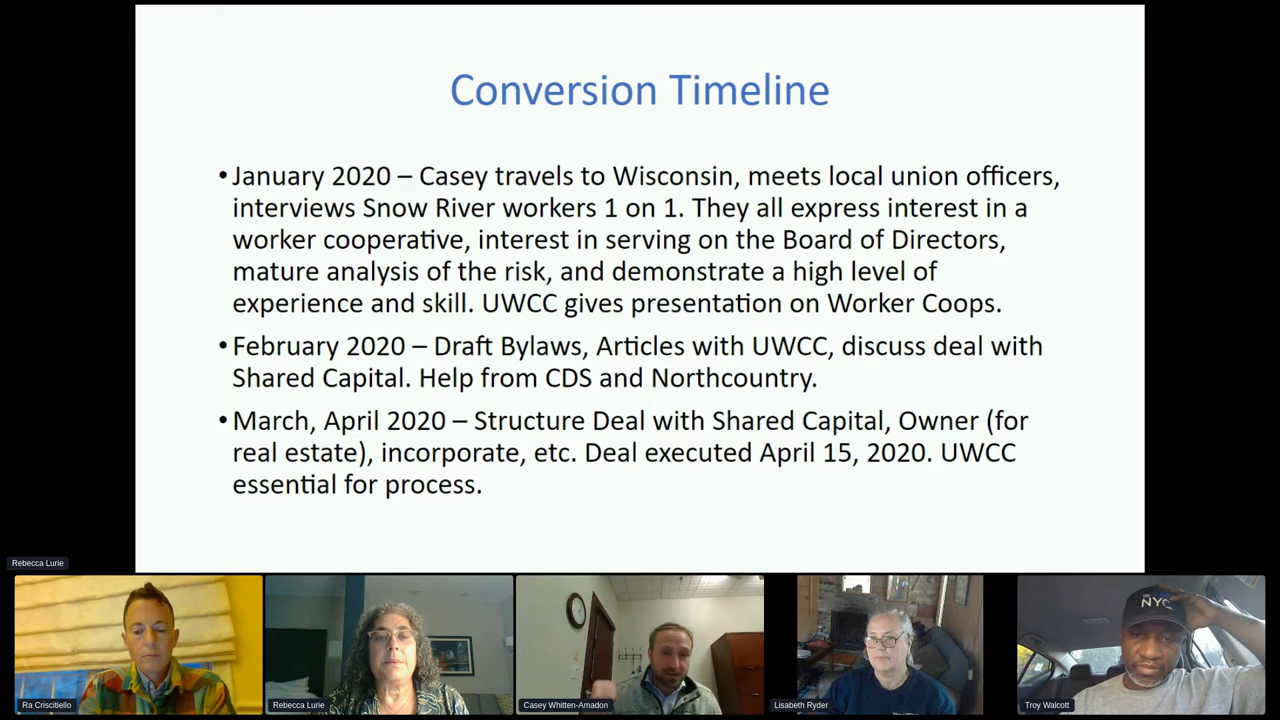 Conversion Timeline
• January 2020 – Casey travels to Wisconsin, meets local union officers,
interviews Snow River workers 1 on 1. They all express interest in a
worker cooperative, interest in serving on the Board of Directors,
mature analysis of the risk, and demonstrate a high level of
experience and skill. UWCC gives presentation on Worker Coops.
• February 2020 – Draft Bylaws, Articles with UWCC, discuss deal with
Shared Capital. Help from CDS and Northcountry.
• March, April 2020 – Structure Deal with Shared Capital, Owner (for
real estate), incorporate, etc. Deal executed April 15, 2020. UWCC
essential for process.
Rebecca Lurie
Ra Criscitiello
Rebecca Lurie
Casey Whitten-Amadon
Lisabeth Ryder
Troy Walcott
NYC